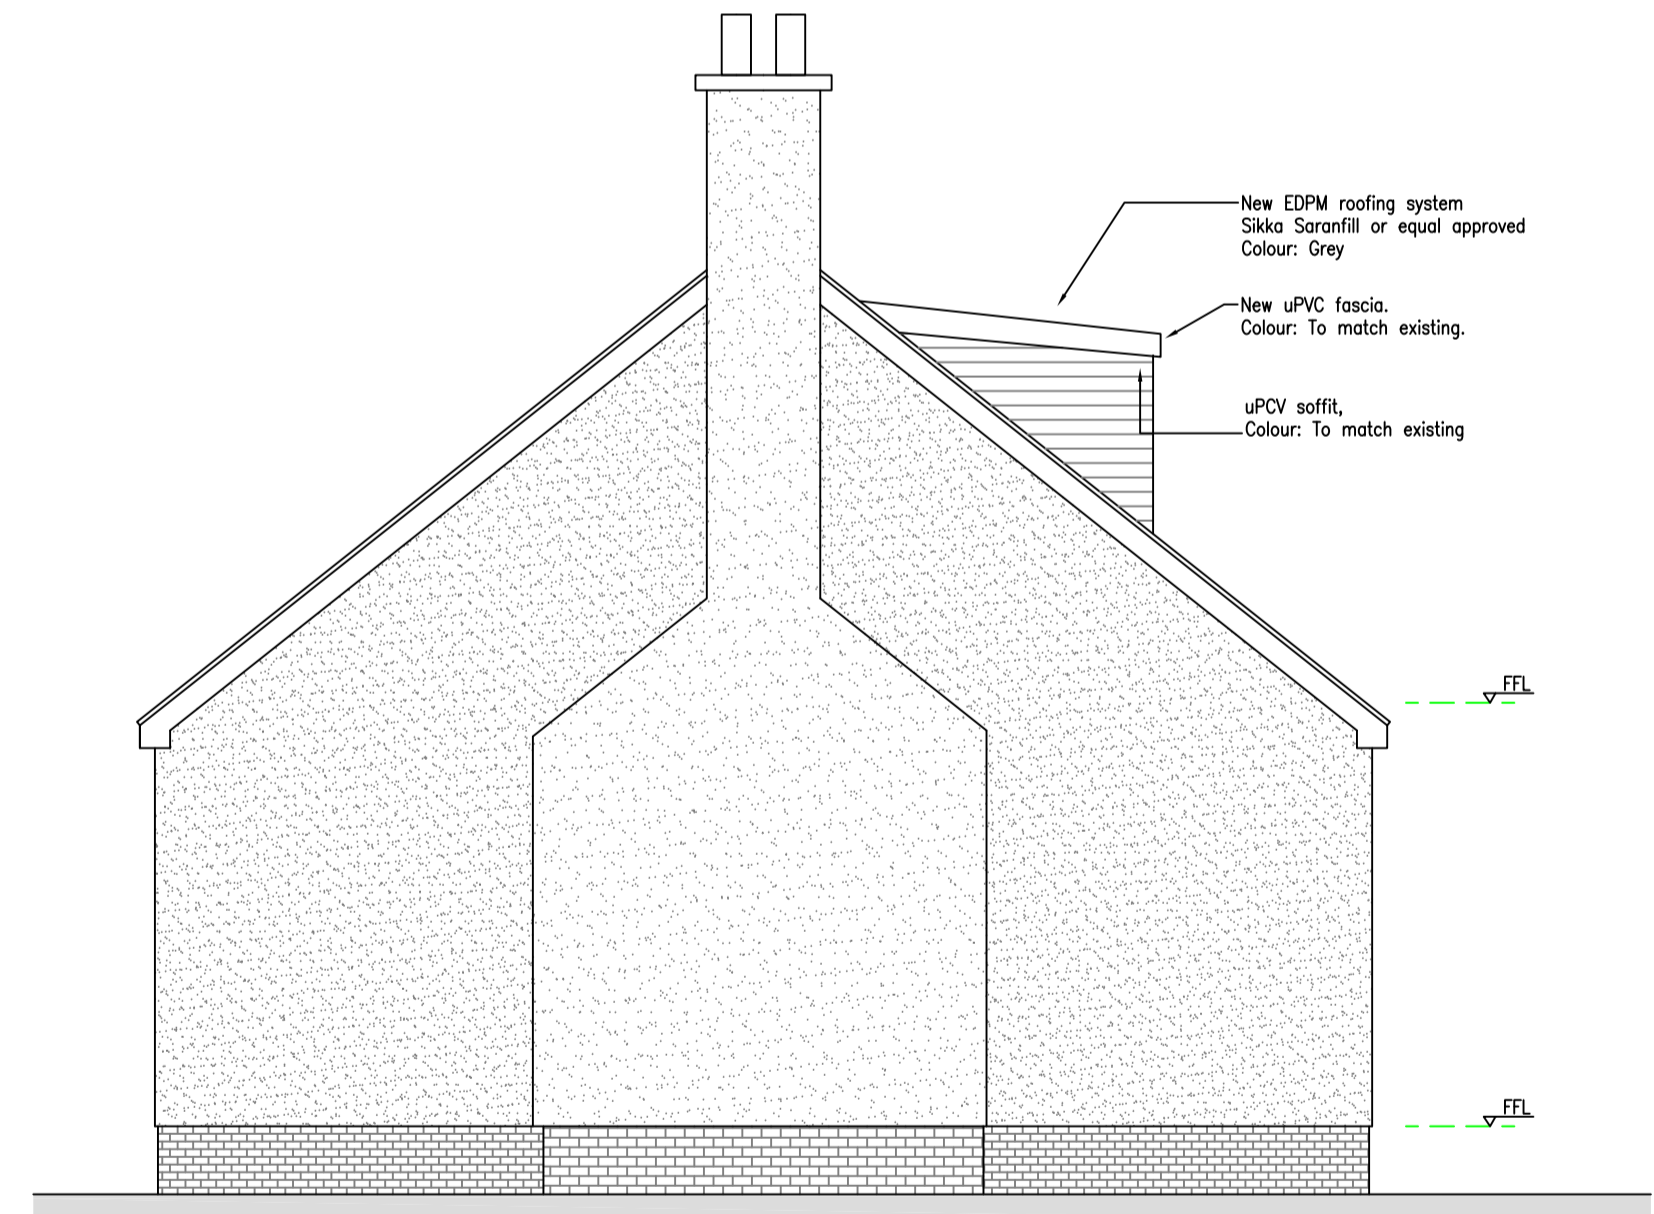 New EDPM roofing system
Sikka Saranfill or equal approved
Colour: Grey
New uPVC fascia.
Colour: To match existing.
uPCV soffit,
Colour: To match existing
FFL
FFL